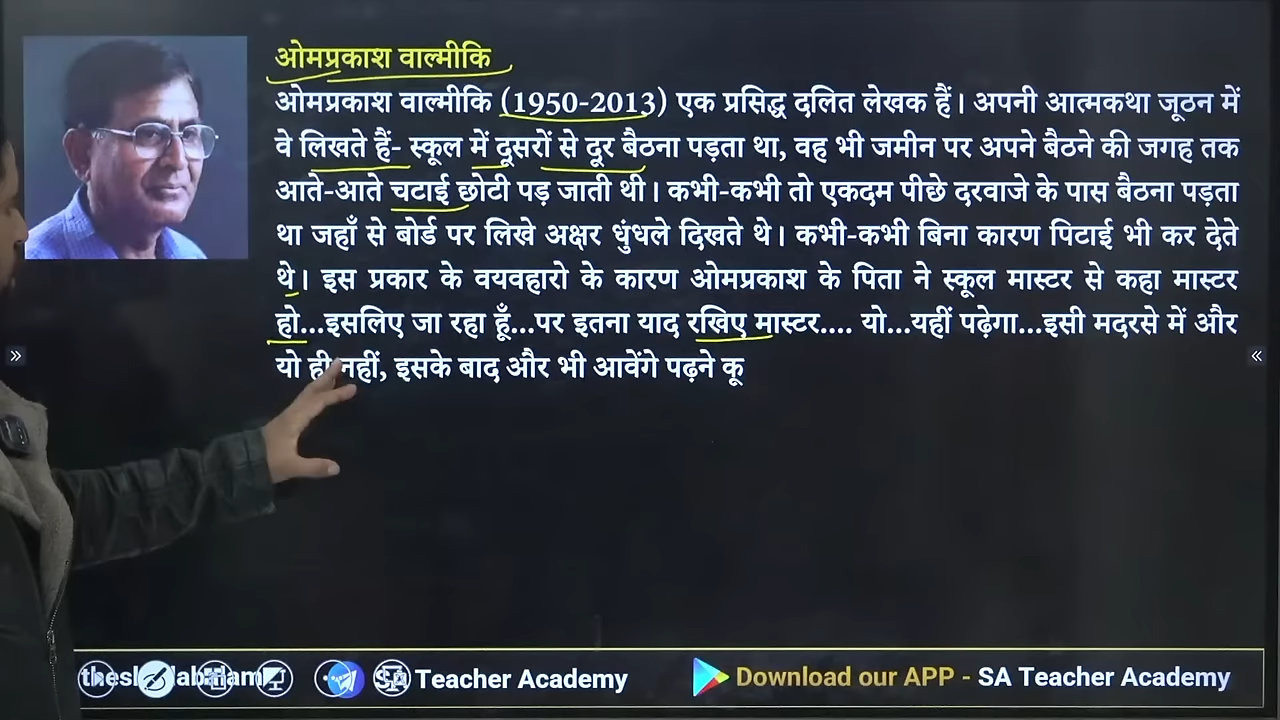 ओमप्रकाश वाल्मीकि
ओमप्रकाश वाल्मीकि (1950-2013) एक प्रसिद्ध दलित लेखक हैं। अपनी आत्मकथा जूठन में
वे लिखते हैं- स्कूल में दूसरों से दूर बैठना पड़ता था, वह भी जमीन पर अपने बैठने की जगह तक
आते-आते चटाई छोटी पड़ जाती थी। कभी-कभी तो एकदम पीछे दरवाजे के पास बैठना पड़ता
था जहाँ से बोर्ड पर लिखे अक्षर धुंधले दिखते थे। कभी-कभी बिना कारण पिटाई भी कर देते
थे। इस प्रकार के वयवहारो के कारण ओमप्रकाश के पिता ने स्कूल मास्टर से कहा मास्टर
हो...इसलिए जा रहा हूँ...पर इतना याद रखिए मास्टर.... यो...यहीं पढ़ेगा...इसी मदरसे में और
यो ही नहीं, इसके बाद और भी आवेंगे पढ़ने कू
Teacher Academy
Download our APP - SA Teacher Academy